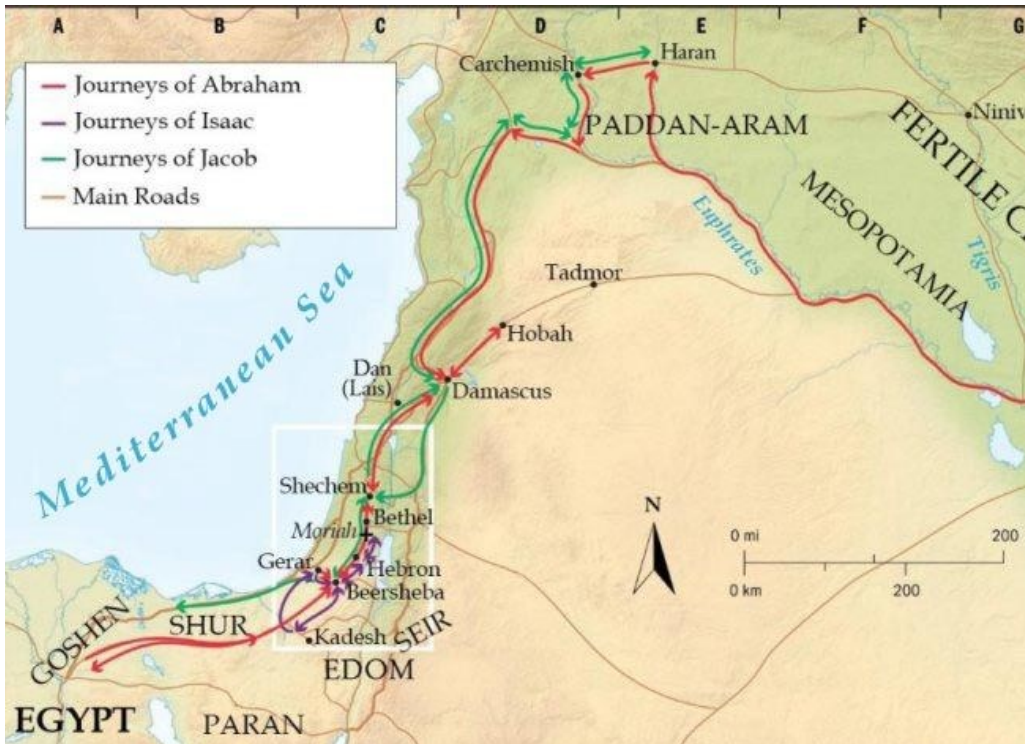 A B C D E F G
Journeys of Abraham
Journeys of Isaac
Journeys of Jacob
Main Roads
Carchemish
Haran
PADDAN-ARAM
Niniv
FERTILE C
MESOPOTAMIA
Euphrates
Tigris
Tadmor
Hobah
Mediterranean Sea
Dan
(Lais)
Damascus
Shechem
Bethel
Moriah
Gerar
Hebron
Beersheba
N
0 mi 200
0 km 200
GOSHEN
SHUR
Kadesh
SEIR
EDOM
EGYPT
PARAN